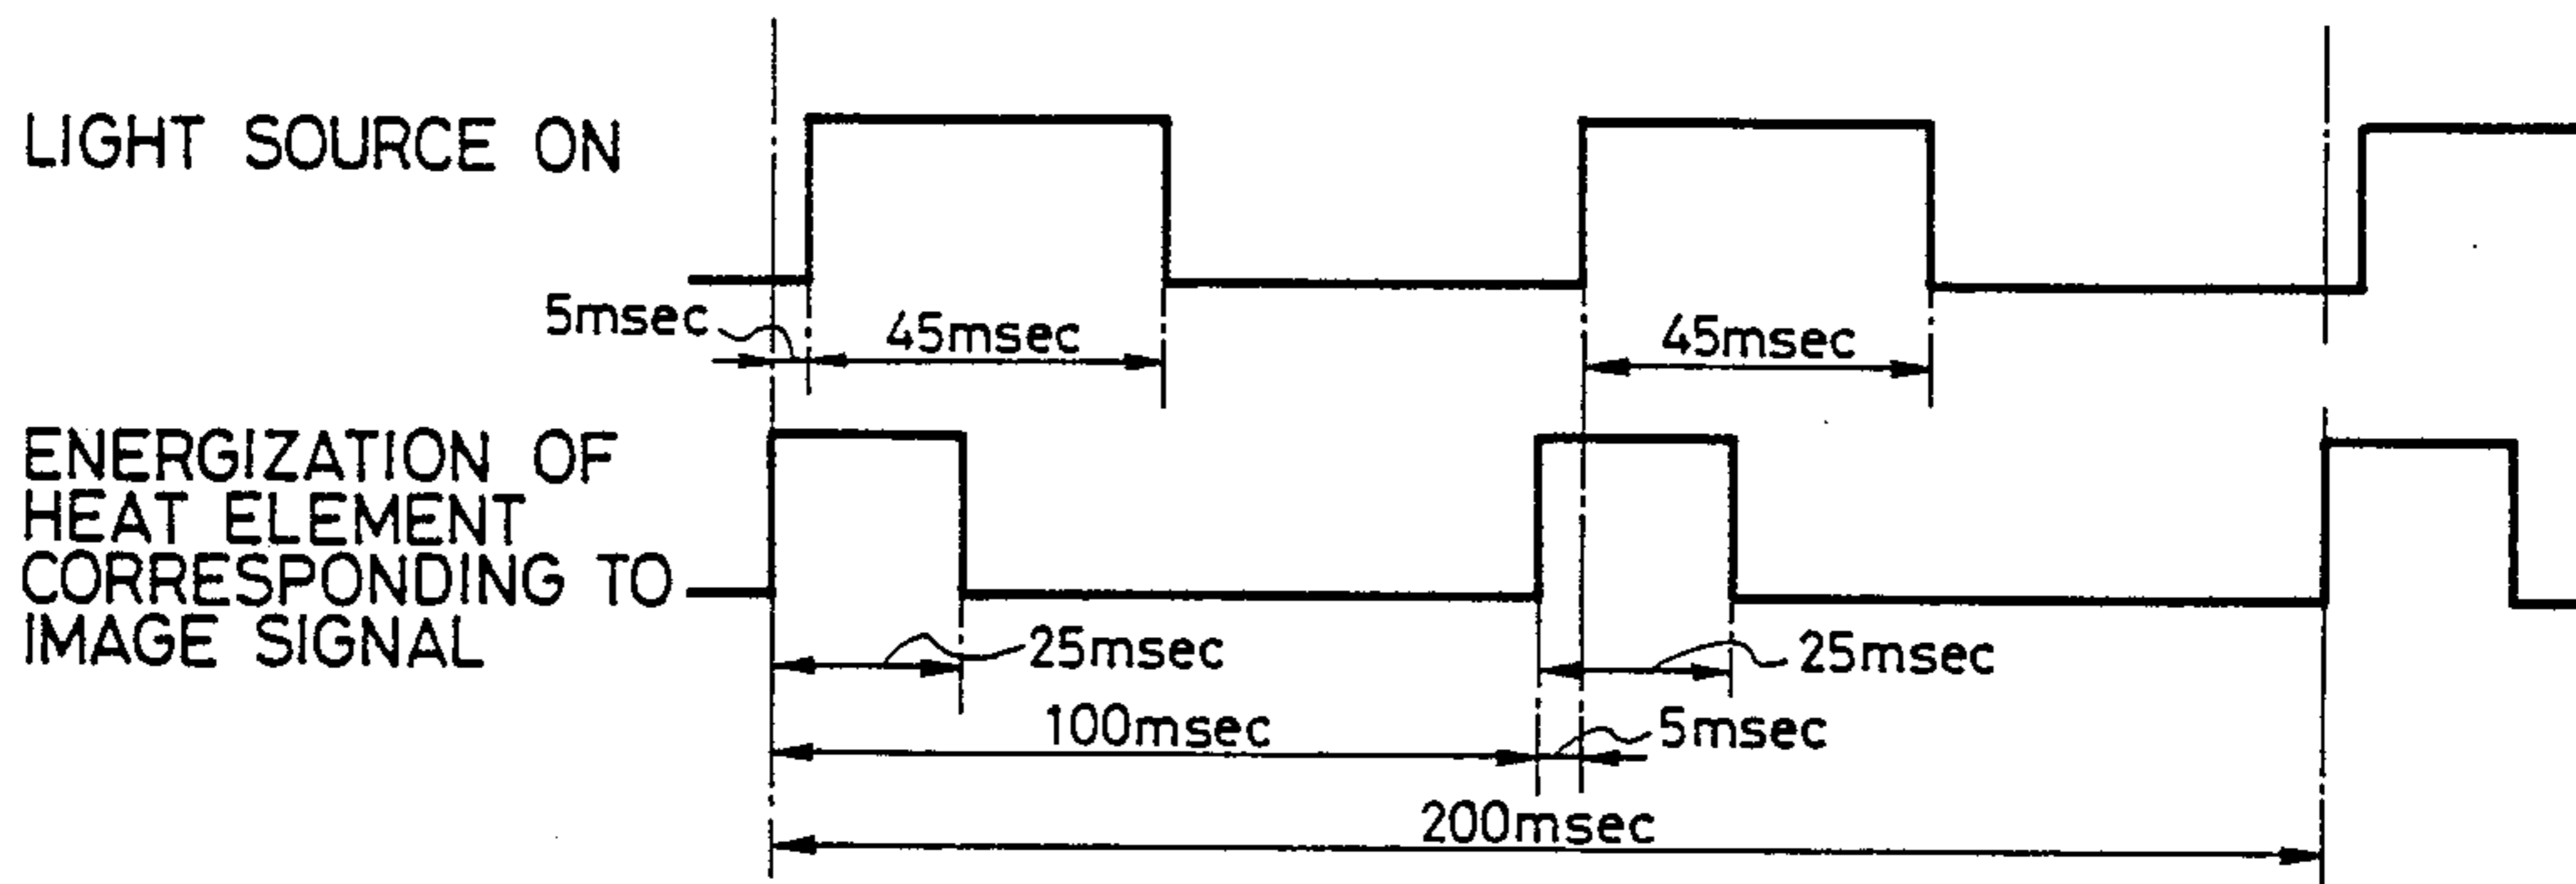 LIGHT SOURCE ON
5msec
45msec
45msec
ENERGIZATION OF
HEAT ELEMENT
CORRESPONDING TO
IMAGE SIGNAL
25msec
25msec
100msec
5msec
200msec